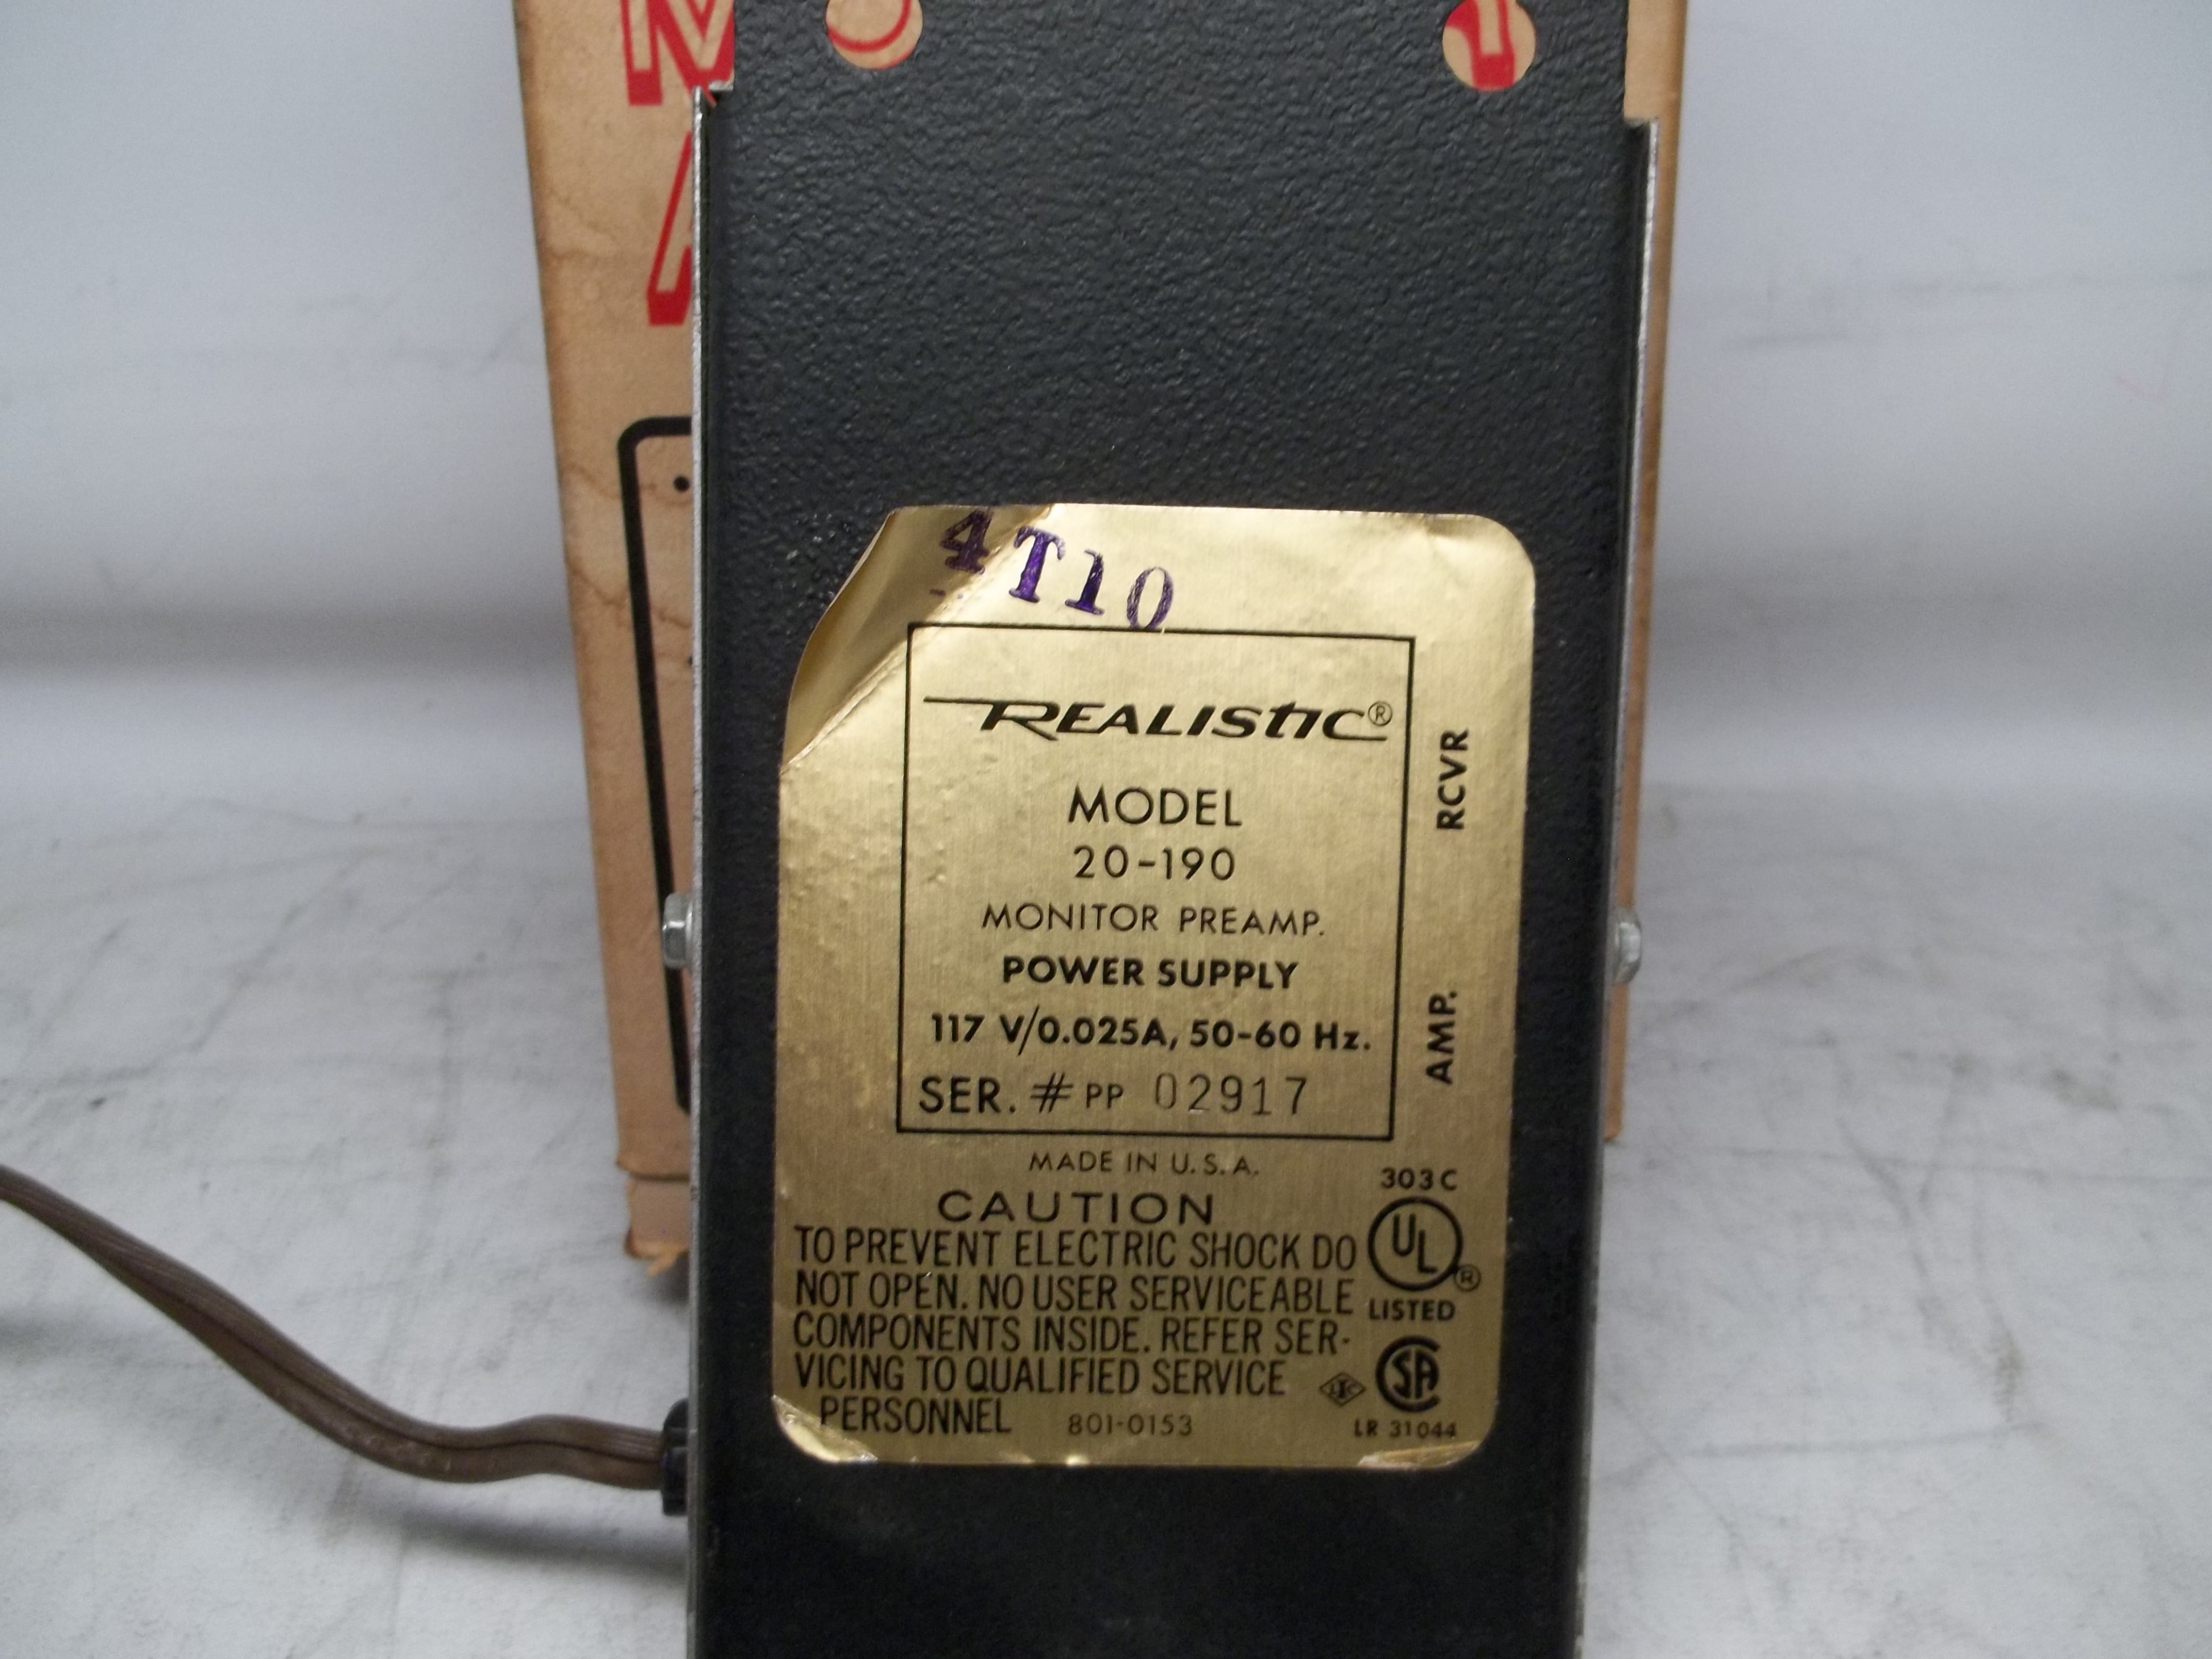 M
A
4T10
REALISTIC®
MODEL
20-190
MONITOR PREAMP.
POWER SUPPLY
117 V/0.025A, 50-60 Hz.
SER. # PP 02917
RCVR
AMP.
MADE IN U.S.A.
CAUTION
TO PREVENT ELECTRIC SHOCK DO
NOT OPEN. NO USER SERVICEABLE
COMPONENTS INSIDE. REFER SER-
VICING TO QUALIFIED SERVICE
PERSONNEL
801-0153
303C
UL®
LISTED
SA
LR 31044